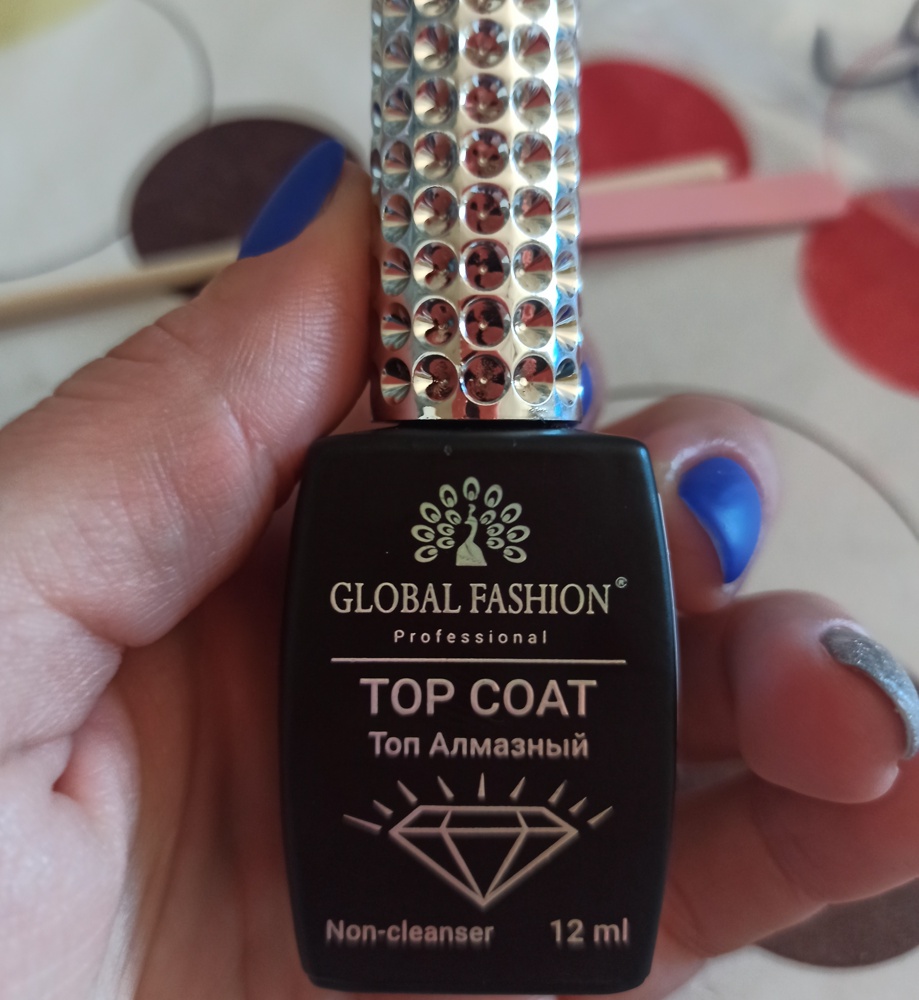 GLOBAL FASHION®
Professional
TOP COAT
Топ Алмазный
Non-cleanser 12 ml